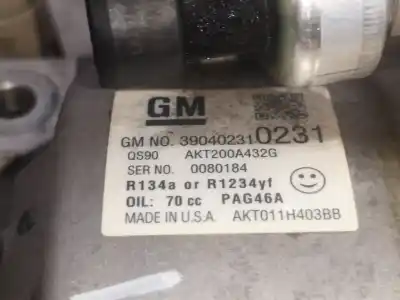 GM
GM NO. 39040231 0231
QS90 AKT200A432G
SER NO. 0080184
R134a or R1234yf
OIL: 70 cc PAG46A
MADE IN U.S.A. AKT011H403BB